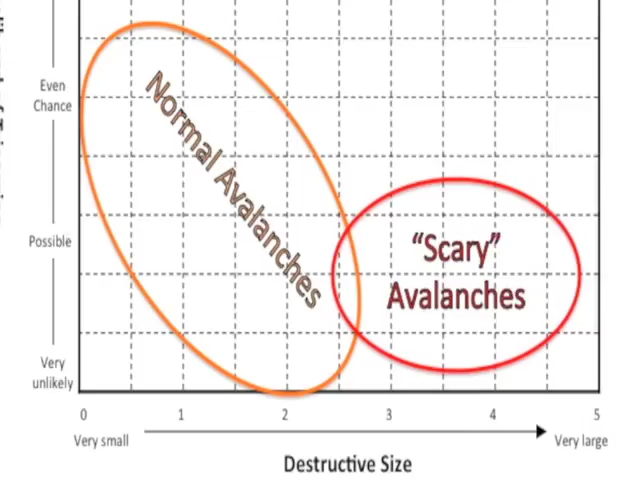 Even
Chance
Possible
Very
unlikely
Normal Avalanches
“Scary”
Avalanches
0 1 2 3 4 5
Very small Very large
Destructive Size